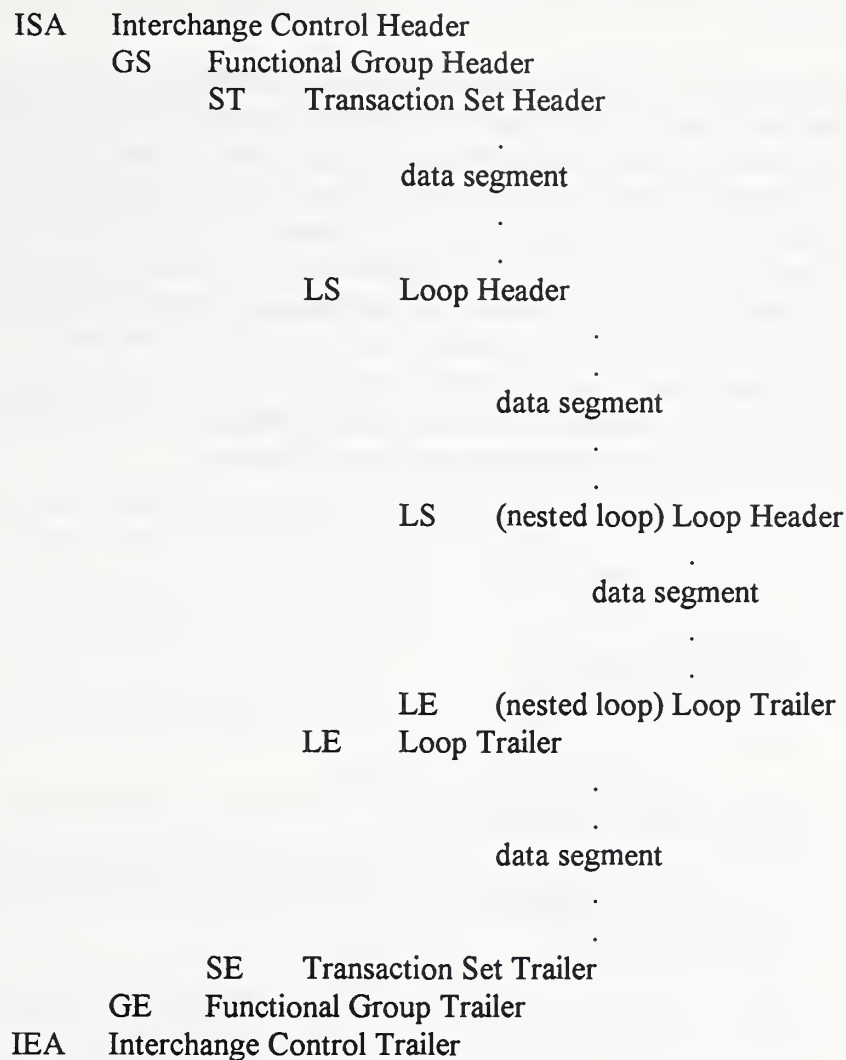 ISA Interchange Control Header
GS Functional Group Header
ST Transaction Set Header
.
data segment
.
.
LS Loop Header
.
.
data segment
.
.
LS (nested loop) Loop Header
.
data segment
.
.
LE (nested loop) Loop Trailer
LE Loop Trailer
.
.
data segment
.
.
SE Transaction Set Trailer
GE Functional Group Trailer
IEA Interchange Control Trailer